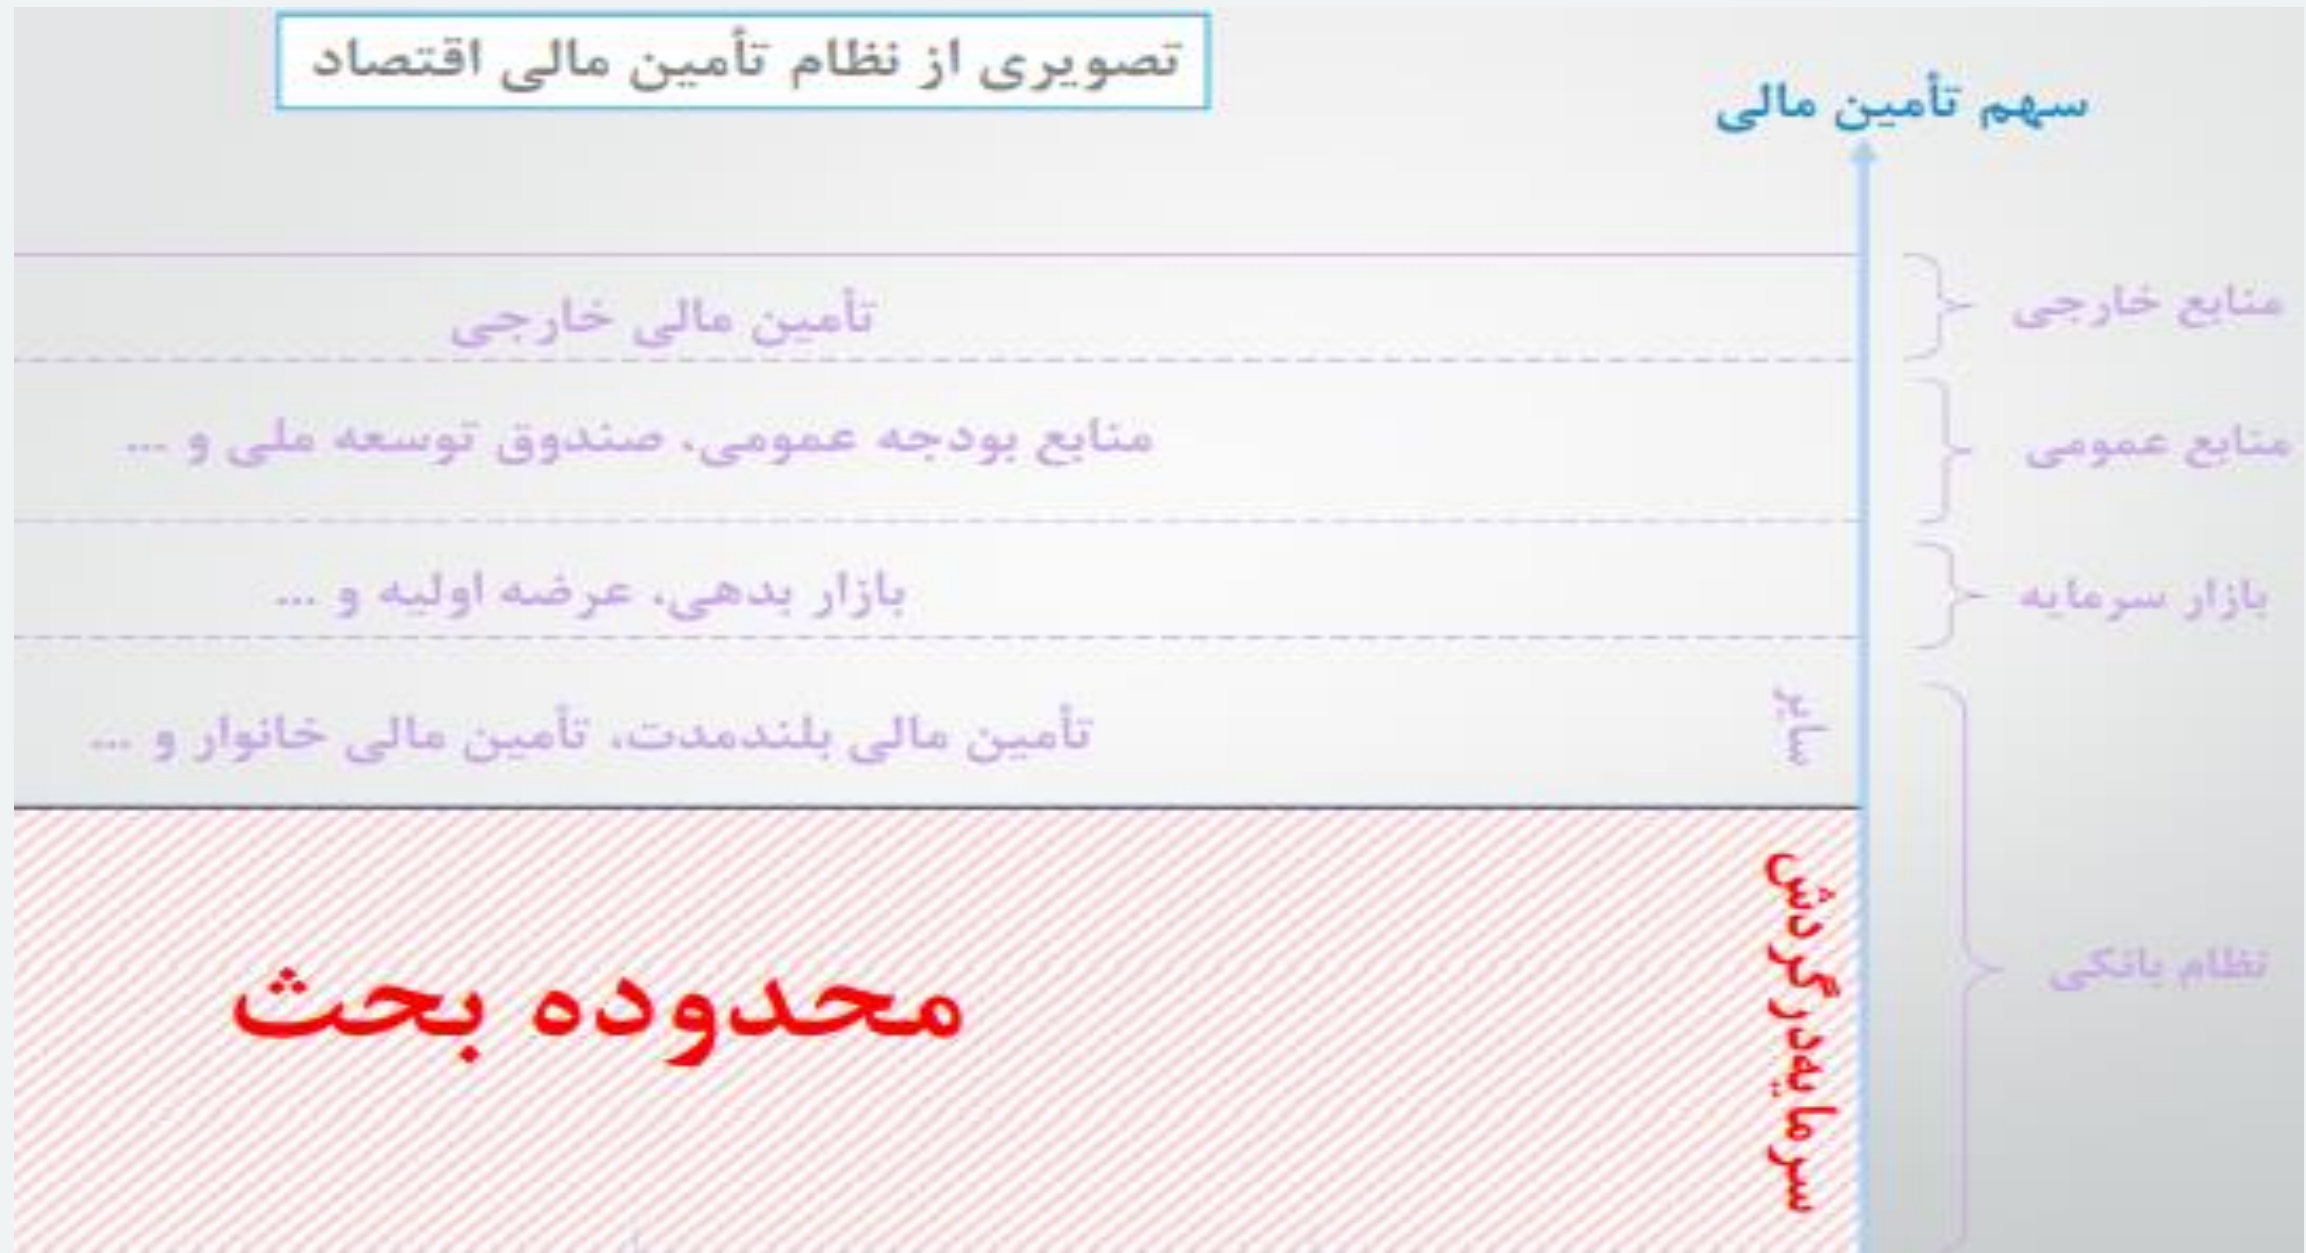 تصویری از نظام تأمین مالی اقتصاد
سهم تأمین مالی
منابع خارجی
تأمین مالی خارجی
منابع عمومی
منابع بودجه عمومی، صندوق توسعه ملی و ...
بازار سرمایه
بازار بدهی، عرضه اولیه و ...
نظام بانکی
سایر
تأمین مالی بلندمدت، تأمین مالی خانوار و ...
سرمایه‌درگردش
محدوده بحث